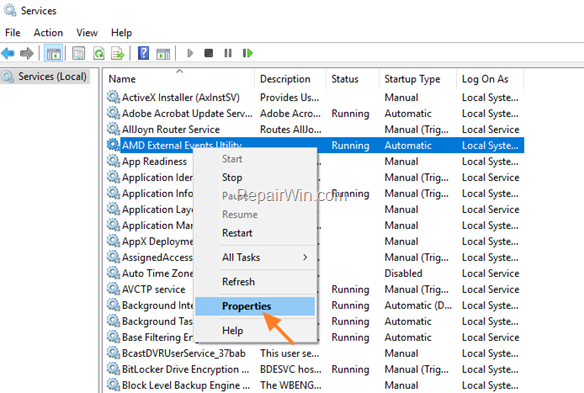 Services
File Action View Help
Services (Local)
Name Description Status Startup Type Log On As
ActiveX Installer (AxInstSV) Provides Us... Manual Local Syste...
Adobe Acrobat Update Serv... Adobe Acro... Running Automatic Local Syste...
AllJoyn Router Service Routes AllJo... Manual (Trig... Local Service
AMD External Events Utility Running Automatic Local Syste...
App Readiness Manual Local Syste...
Application Iden Manual (Trig... Local Service
Application Info Running Manual (Trig... Local Syste...
Application Laye Manual Local Service
Application Man Manual Local Syste...
AppX Deployme Manual Local Syste...
AssignedAccess Manual (Trig... Local Syste...
Auto Time Zone Disabled Local Service
AVCTP service Running Manual (Trig... Local Service
Background Inte Running Automatic (D... Local Syste...
Background Tas Running Automatic Local Syste...
Base Filtering En Running Automatic Local Service
BcastDVRUserService_37bab This user se... Manual Local Syste...
BitLocker Drive Encryption ... BDESVC hos... Running Manual (Trig... Local Syste...
Block Level Backup Engine ... The WBENG... Manual Local Syste...
Start
Stop
Pause
Resume
Restart
All Tasks
Refresh
Properties
Help
RepairWin.com